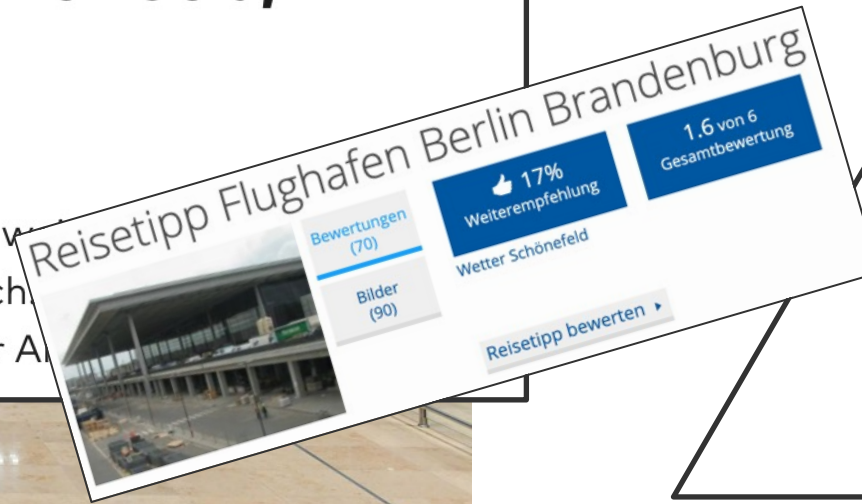 Reisetipp Flughafen Berlin Brandenburg
Bewertungen
(70)
Bilder
(90)
17%
Weiterempfehlung
1.6 von 6
Gesamtbewertung
Wetter Schönefeld
Reisetipp bewerten